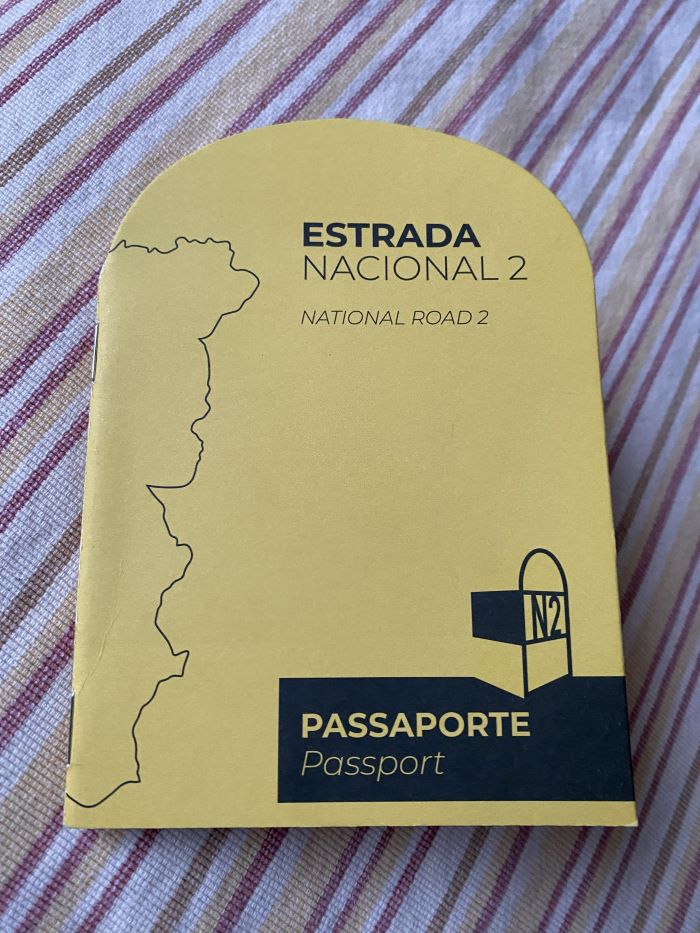 ESTRADA
NACIONAL 2
NATIONAL ROAD 2
N2
PASSAPORTE
Passport